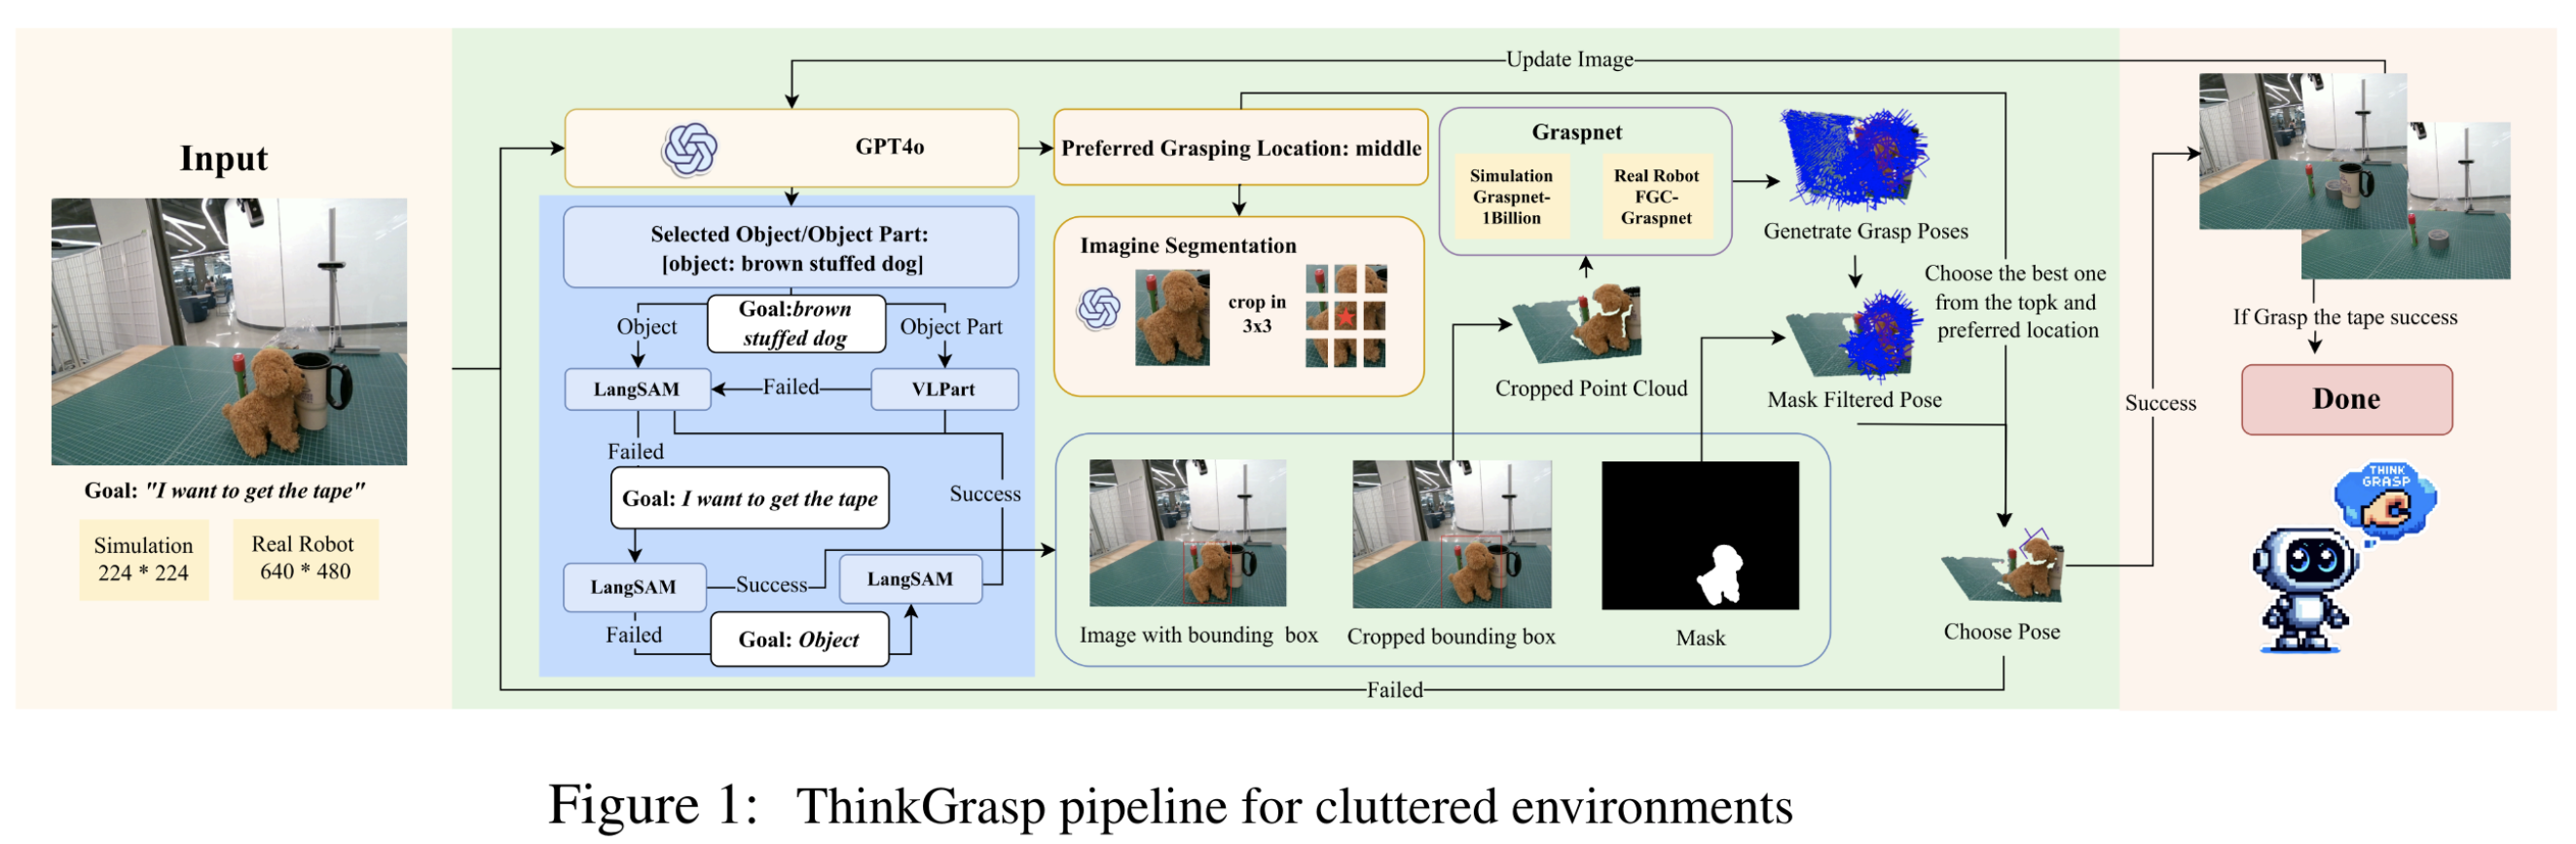 Input
Goal: "I want to get the tape"
Simulation
224 * 224
Real Robot
640 * 480
Update Image
GPT4o
Selected Object/Object Part:
[object: brown stuffed dog]
Goal:brown
stuffed dog
Object
Object Part
LangSAM
Failed
VLPart
Failed
Goal: I want to get the tape
Success
LangSAM
Success
LangSAM
Failed
Goal: Object
Preferred Grasping Location: middle
Imagine Segmentation
crop in
3x3
Graspnet
Simulation
Graspnet-
1Billion
Real Robot
FGC-
Graspnet
Genetrate Grasp Poses
Cropped Point Cloud
Mask Filtered Pose
Choose the best one
from the topk and
preferred location
Image with bounding box
Cropped bounding box
Mask
Choose Pose
Failed
Success
If Grasp the tape success
Done
THINK
GRASP
Figure 1: ThinkGrasp pipeline for cluttered environments